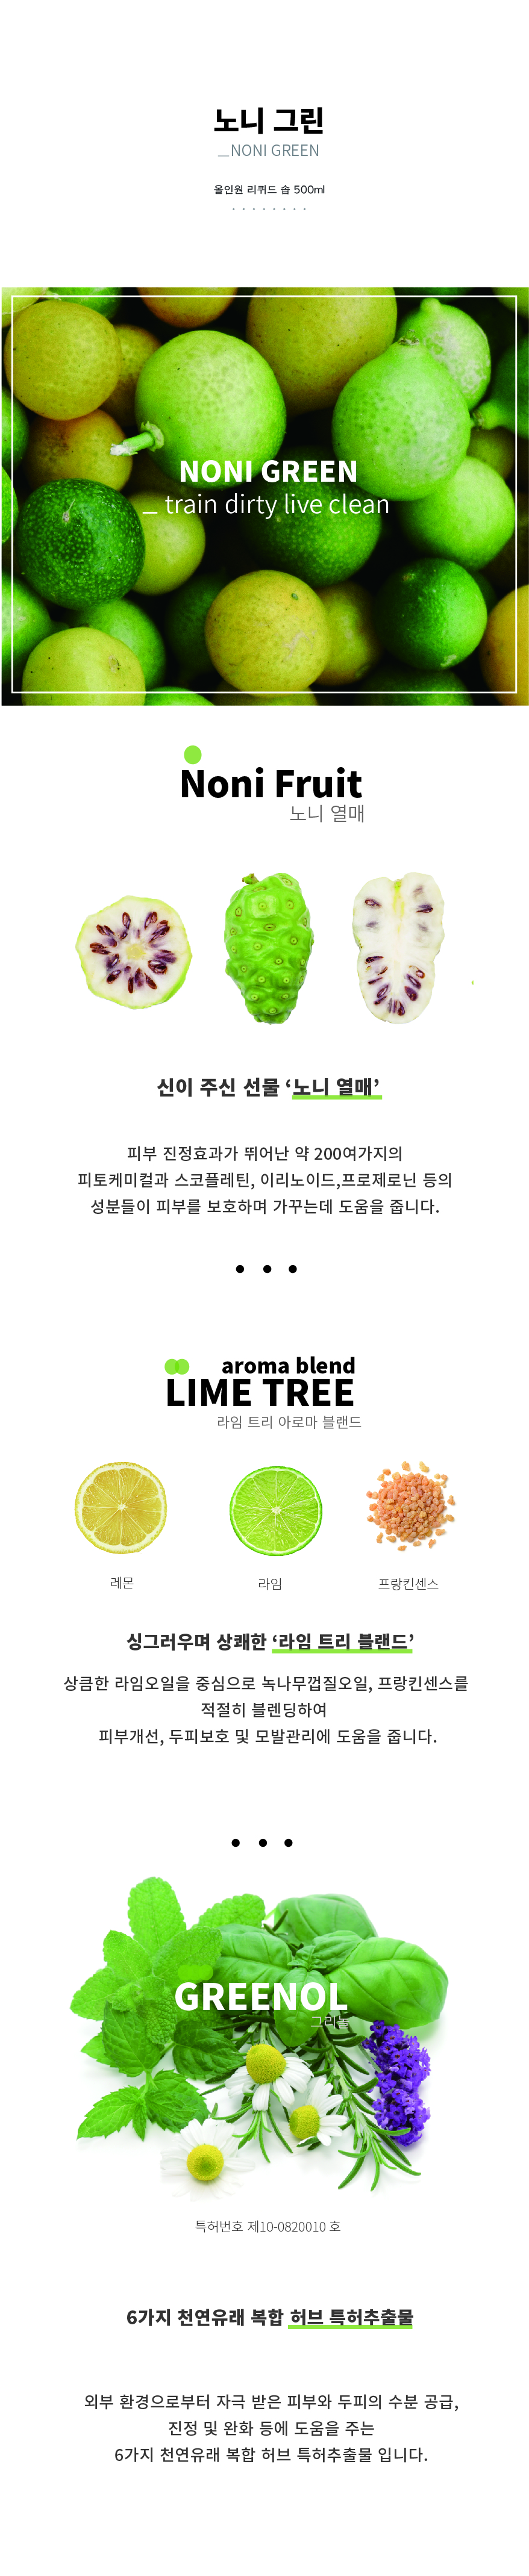 노니 그린
_NONI GREEN
올인원 리퀴드 솝 500ml
NONI GREEN
_ train dirty live clean
Noni Fruit
노니 열매
신이 주신 선물 ‘노니 열매’
피부 진정효과가 뛰어난 약 200여가지의
피토케미컬과 스코플레틴, 이리노이드,프로제로닌 등의
성분들이 피부를 보호하며 가꾸는데 도움을 줍니다.
aroma blend
LIME TREE
라임 트리 아로마 블랜드
레몬
라임
프랑킨센스
싱그러우며 상쾌한 ‘라임 트리 블랜드’
상큼한 라임오일을 중심으로 녹나무껍질오일, 프랑킨센스를
적절히 블렌딩하여
피부개선, 두피보호 및 모발관리에 도움을 줍니다.
GREENOL
그리놀
특허번호 제10-0820010 호
6가지 천연유래 복합 허브 특허추출물
외부 환경으로부터 자극 받은 피부와 두피의 수분 공급,
진정 및 완화 등에 도움을 주는
6가지 천연유래 복합 허브 특허추출물 입니다.